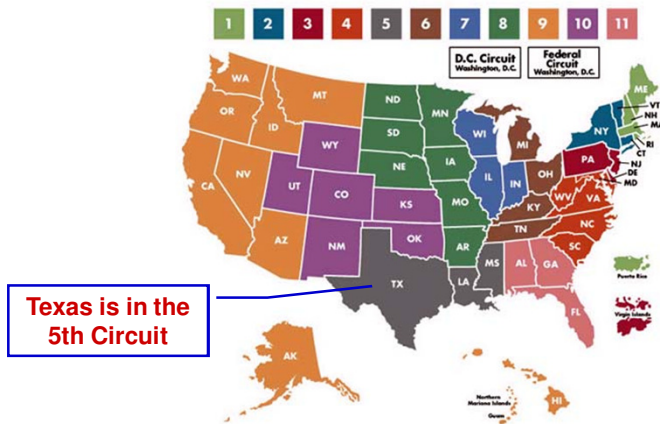 1 2 3 4 5 6 7 8 9 10 11
D.C. Circuit
Washington, D.C.
Federal
Circuit
Washington, D.C.
WA
MT
ND
MN
ME
VT
NH
MA
OR
ID
SD
WI
MI
NY
RI
CT
WY
IA
PA
NJ
DE
MD
NE
NV
IL
IN
OH
CA
UT
CO
KS
MO
WV
VA
KY
NC
TN
AZ
NM
OK
AR
SC
MS
AL
GA
Puerto Rico
TX
LA
FL
Virgin Islands
Texas is in the
5th Circuit
AK
Northern
Mariana Islands
Guam
HI